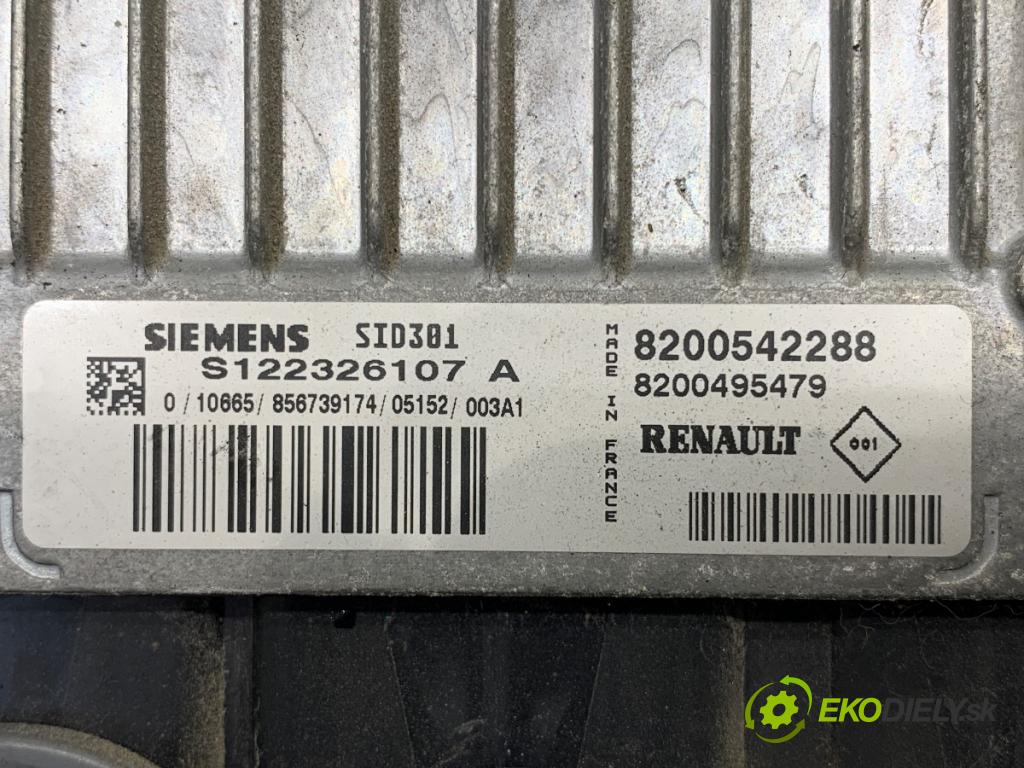 SIEMENS SID301
S122326107 A
0 / 10665 / 856739174 / 05152 / 003A1
MADE IN FRANCE
8200542288
8200495479
RENAULT 001
EKODIELY.sk